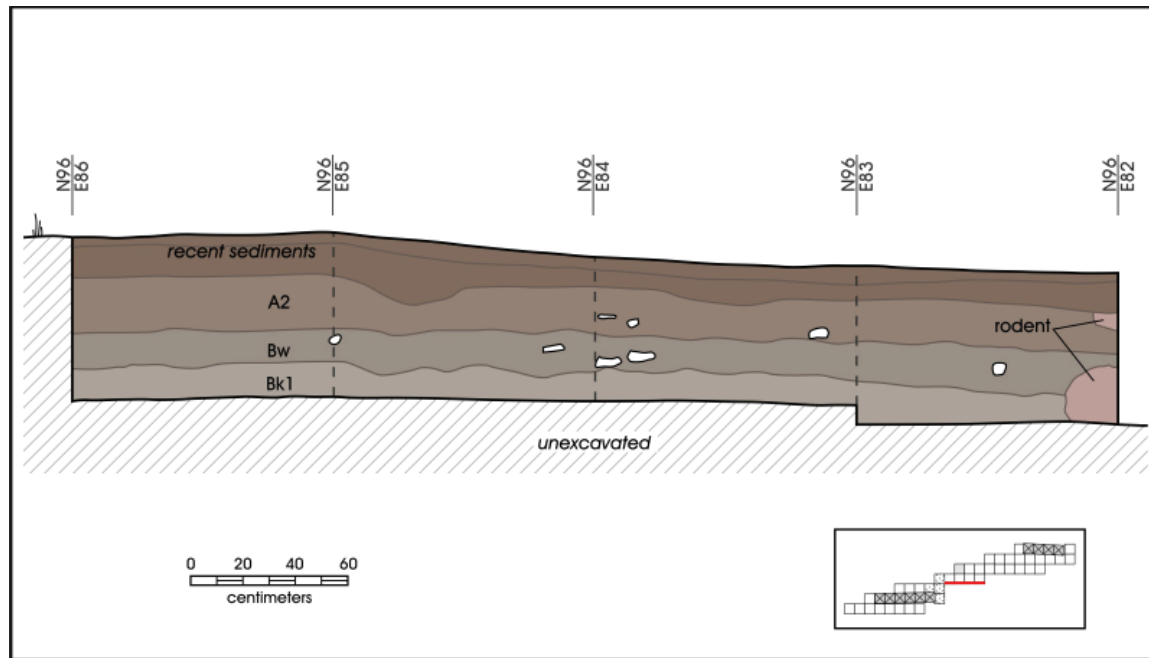 N96
E86
N96
E85
N96
E84
N96
E83
N96
E82
recent sediments
A2
rodent
Bw
Bk1
unexcavated
0 20 40 60
centimeters